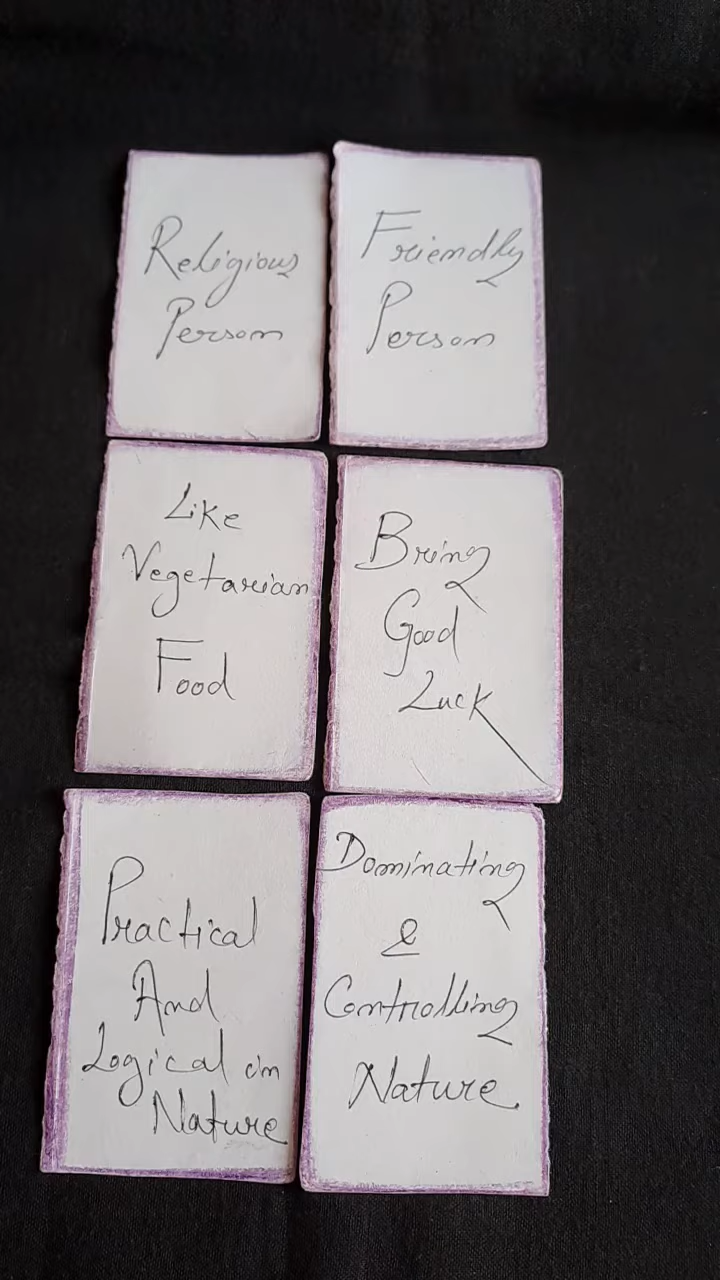 Religious
Person
Friendly
Person
Like
Vegetarian
Food
Bring
Good
Luck
Practical
And
Logical in
Nature
Dominating
&
Controlling
Nature